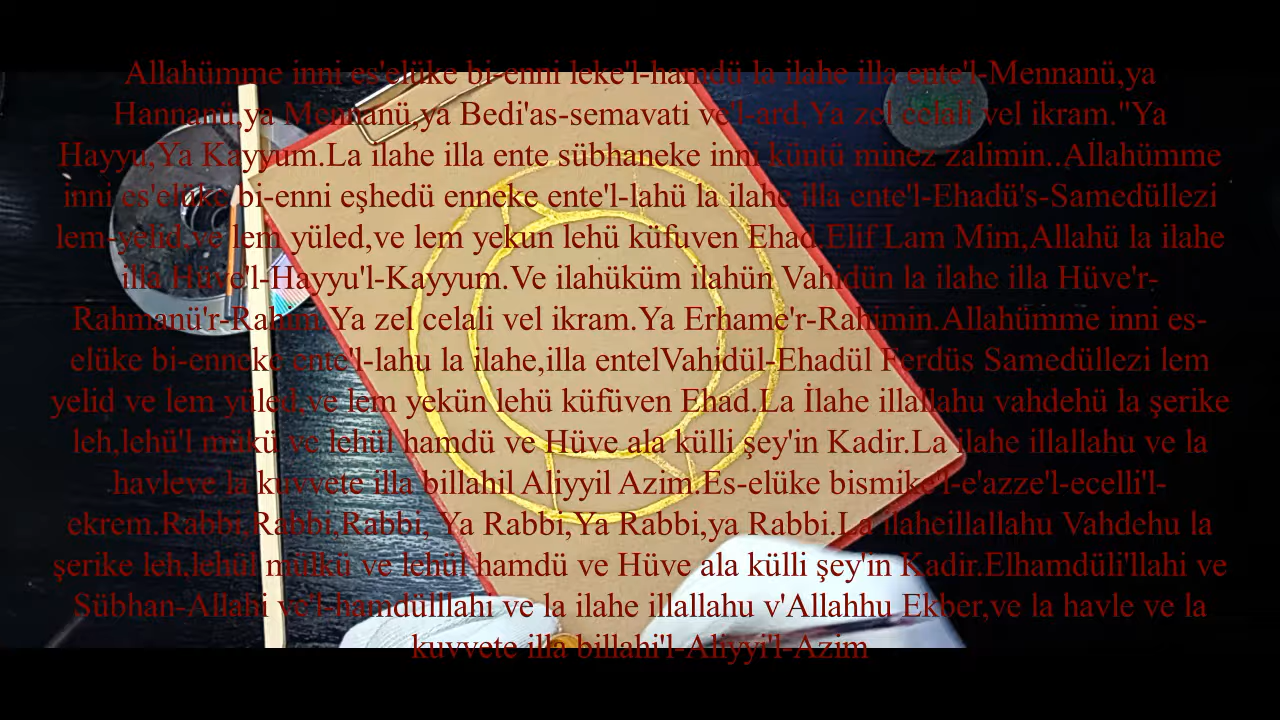 Allahümme inni es'elüke bi-enni leke'l-hamdü la ilahe illa ente'l-Mennanü,ya
Hannanü,ya Mennanü,ya Bedi'as-semavati ve'l-ard,Ya zel celali vel ikram."Ya
Hayyu,Ya Kayyum.La ilahe illa ente sübhaneke inni küntü minez zalimin..Allahümme
inni es'elüke bi-enni eşhedü enneke ente'l-lahü la ilahe illa ente'l-Ehadü's-Samedüllezi
lem-yelid,ve lem yüled,ve lem yekün lehü küfuven Ehad.Elif Lam Mim,Allahü la ilahe
illa Hüve'l-Hayyu'l-Kayyum.Ve ilahüküm ilahün Vahidün la ilahe illa Hüve'r-
Rahmanü'r-Rahim.Ya zel celali vel ikram.Ya Erhame'r-Rahimin.Allahümme inni es-
elüke bi-enneke ente'l-lahu la ilahe,illa entelVahidül-Ehadül Ferdüs Samedüllezi lem
yelid ve lem yüled,ve lem yekün lehü küfüven Ehad.La İlahe illallahu vahdehü la şerike
leh,lehü'l mükü ve lehül hamdü ve Hüve ala külli şey'in Kadir.La ilahe illallahu ve la
havleve la kuvvete illa billahil Aliyyil Azim.Es-elüke bismike'l-e'azze'l-ecelli'l-
ekrem.Rabbi,Rabbi,Rabbi, Ya Rabbi,Ya Rabbi,ya Rabbi.La ilaheillallahu Vahdehu la
şerike leh,lehül mülkü ve lehül hamdü ve Hüve ala külli şey'in Kadir.Elhamdüli'llahi ve
Sübhan-Allahi ve'l-hamdülllahı ve la ilahe illallahu v'Allahhu Ekber,ve la havle ve la
kuvvete illa billahi'l-Aliyyi'l-Azim